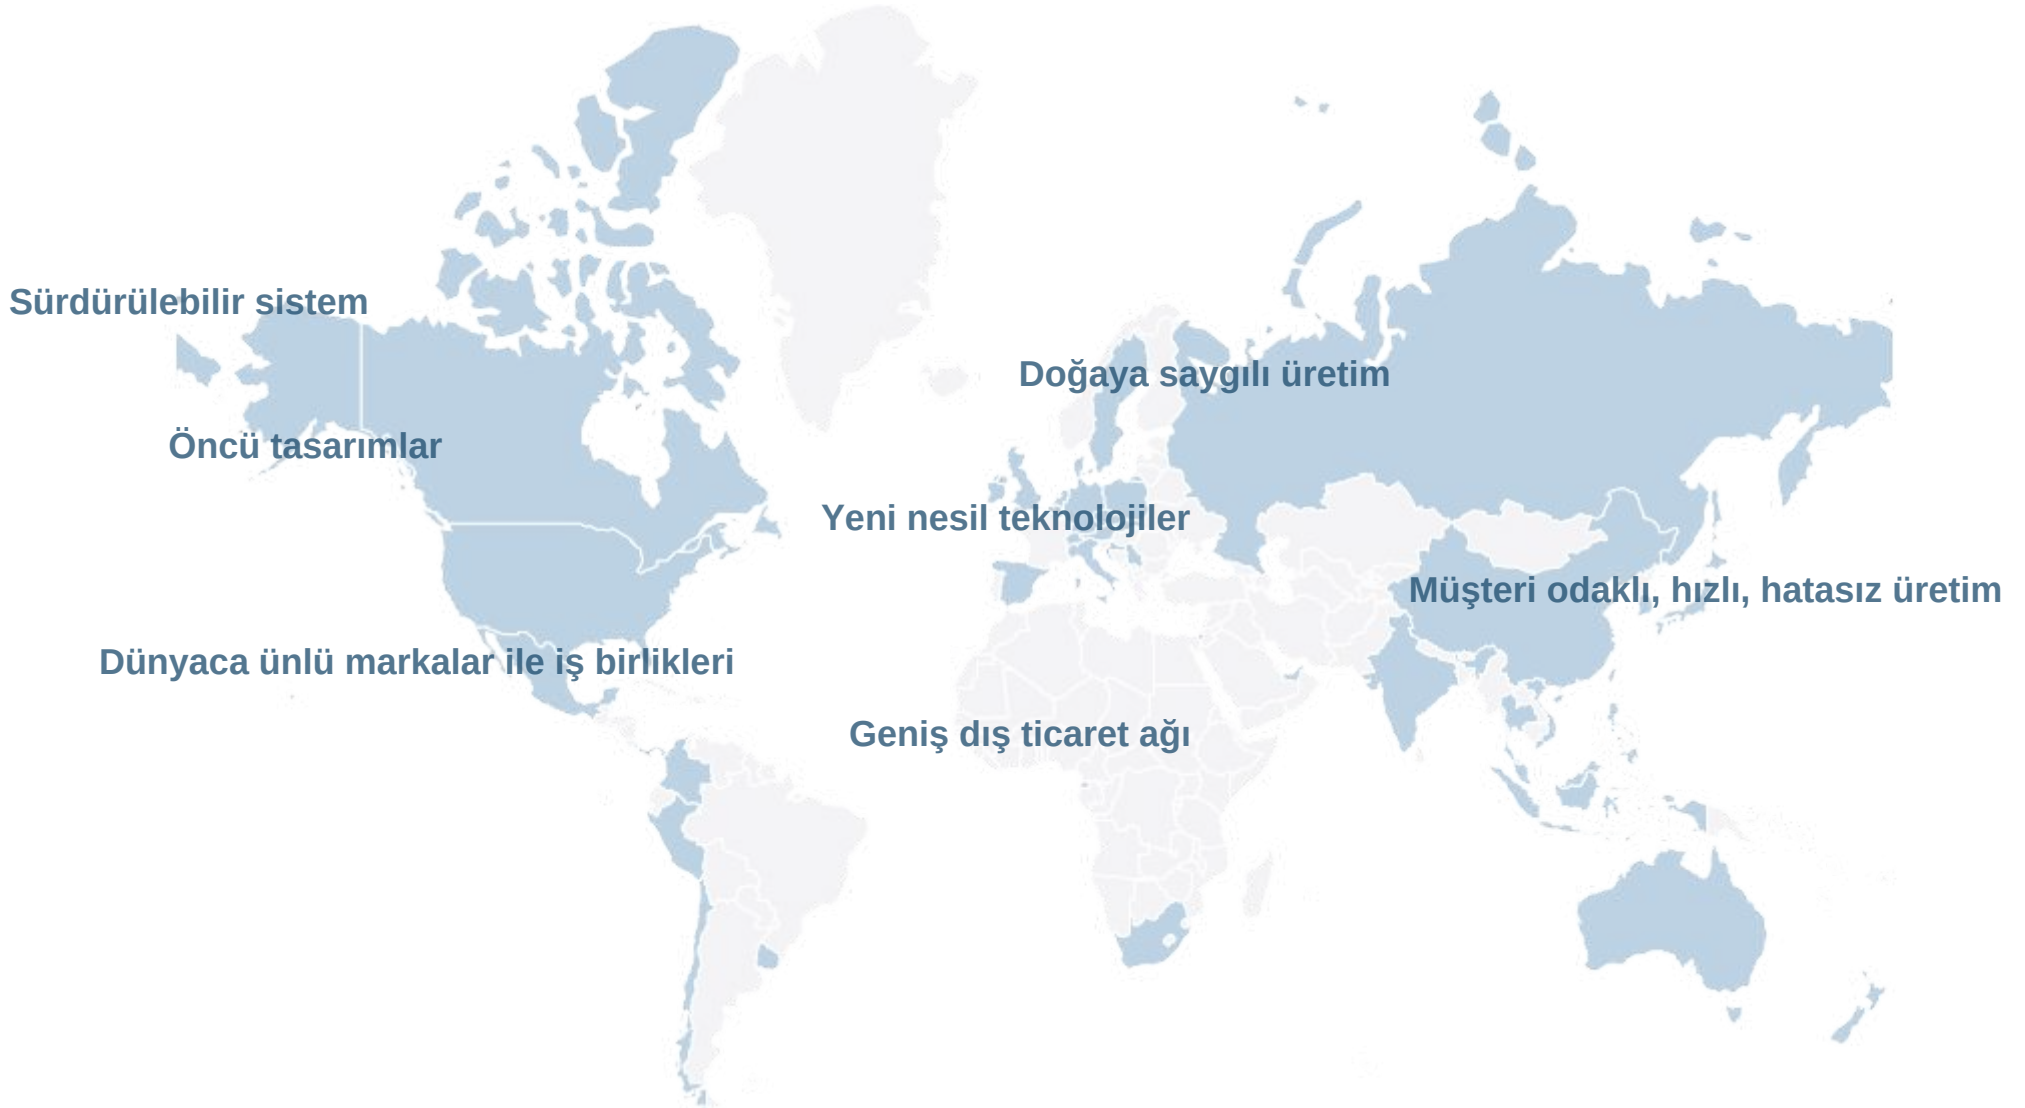 Sürdürülebilir sistem
Doğaya saygılı üretim
Öncü tasarımlar
Yeni nesil teknolojiler
Müşteri odaklı, hızlı, hatasız üretim
Dünyaca ünlü markalar ile iş birlikleri
Geniş dış ticaret ağı